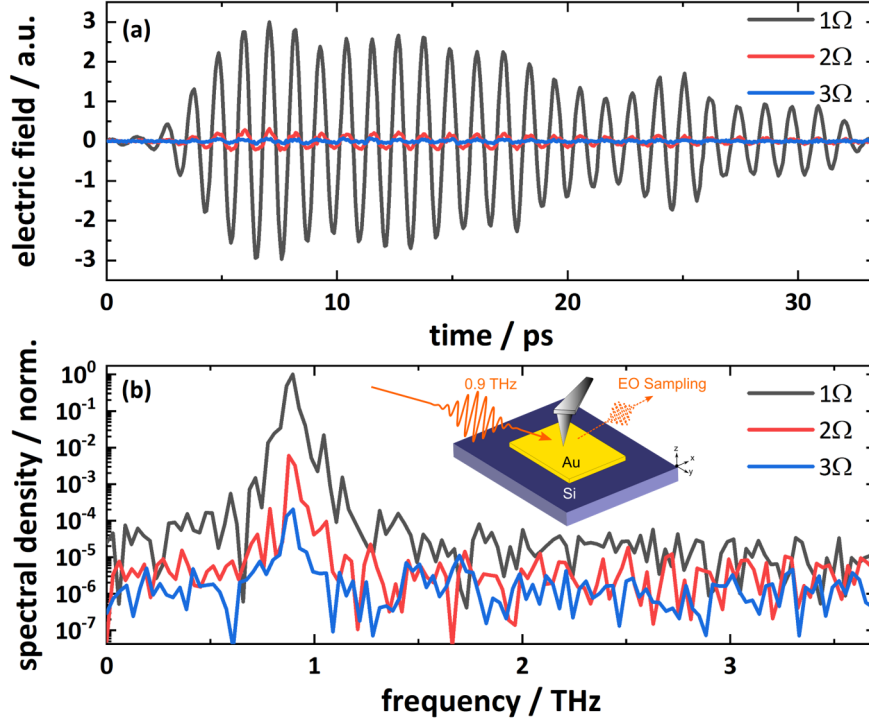 (a)
1Ω
2Ω
3Ω
electric field / a.u.
3
2
1
0
-1
-2
-3
0 10 20 30
time / ps
(b)
0.9 THz
EO Sampling
1Ω
2Ω
3Ω
Au
Si
z
x
y
spectral density / norm.
10⁰
10⁻¹
10⁻²
10⁻³
10⁻⁴
10⁻⁵
10⁻⁶
10⁻⁷
0 1 2 3
frequency / THz